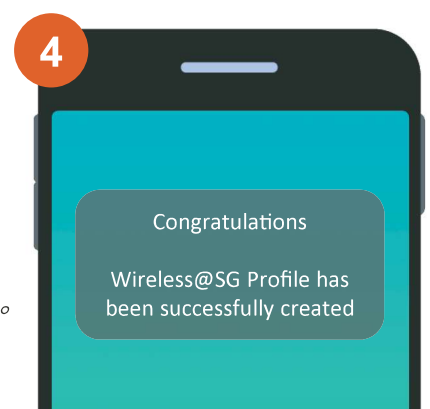 4
Congratulations
Wireless@SG Profile has
been successfully created
o